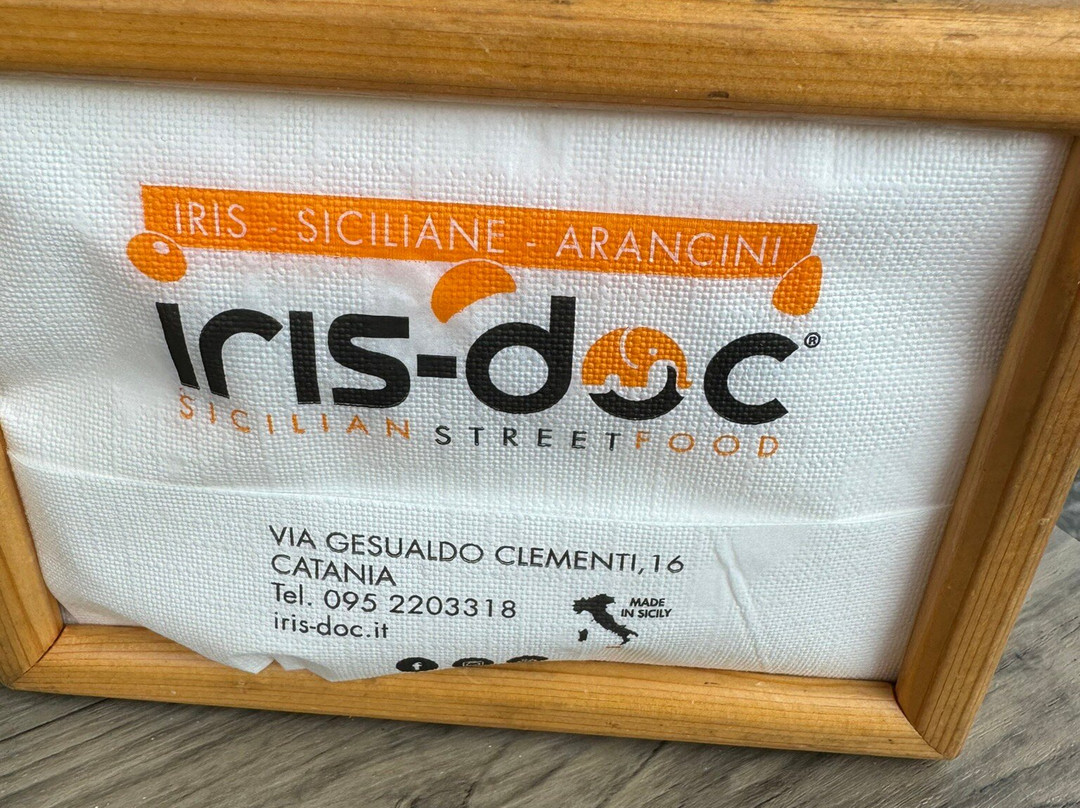 IRIS - SICILIANE - ARANCINI
iris-doc®
SICILIAN STREETFOOD
VIA GESUALDO CLEMENTI,16
CATANIA
Tel. 095 2203318
iris-doc.it
MADE
IN SICILY